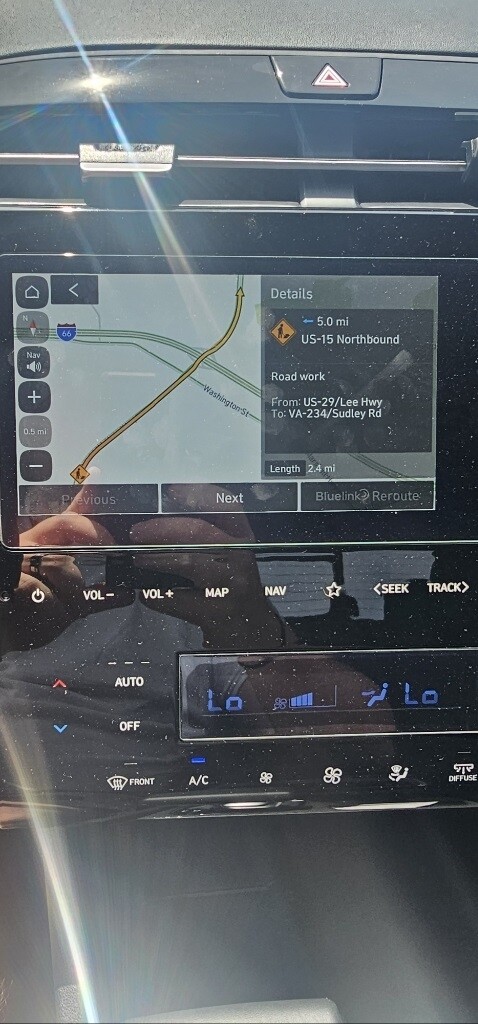 Details
N
66
5.0 mi
US-15 Northbound
Nav
Road work
+
From: US-29/Lee Hwy
To: VA-234/Sudley Rd
Washington St
0.5 mi
−
Length 2.4 mi
Previous
Next
Bluelink Reroute
VOL−
VOL+
MAP
NAV
<SEEK
TRACK>
AUTO
Lo
Lo
OFF
FRONT
A/C
DIFFUSE